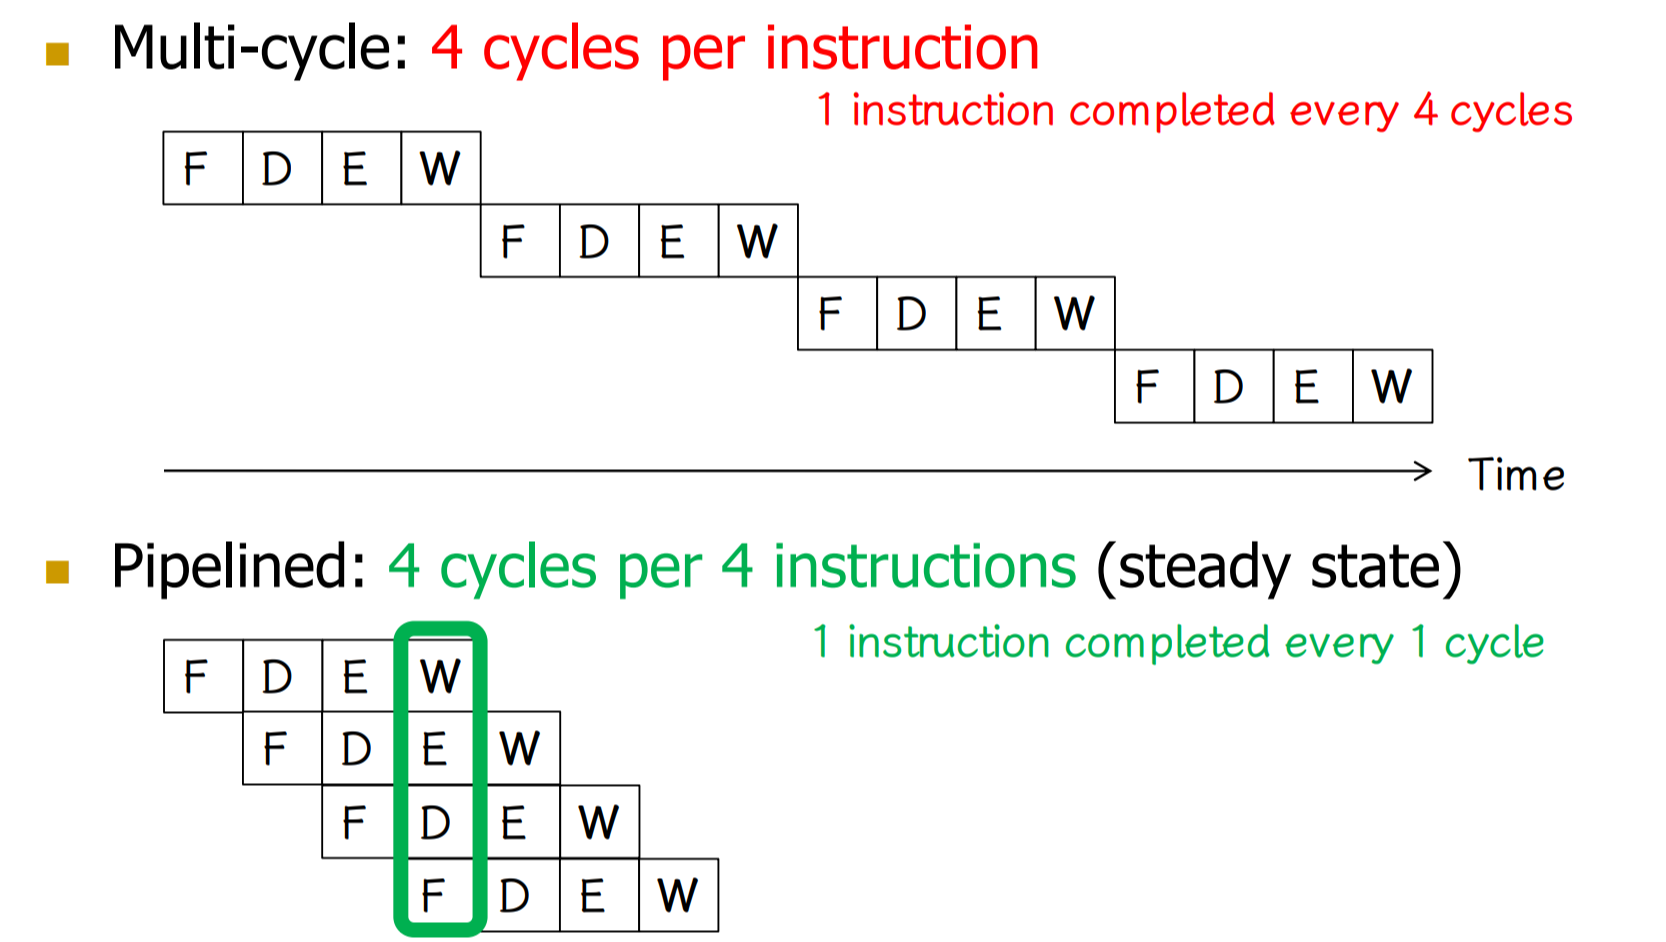 Multi-cycle: 4 cycles per instruction
1 instruction completed every 4 cycles
F D E W
F D E W
F D E W
F D E W
Time
Pipelined: 4 cycles per 4 instructions (steady state)
1 instruction completed every 1 cycle
F D E W
F D E W
F D E W
F D E W